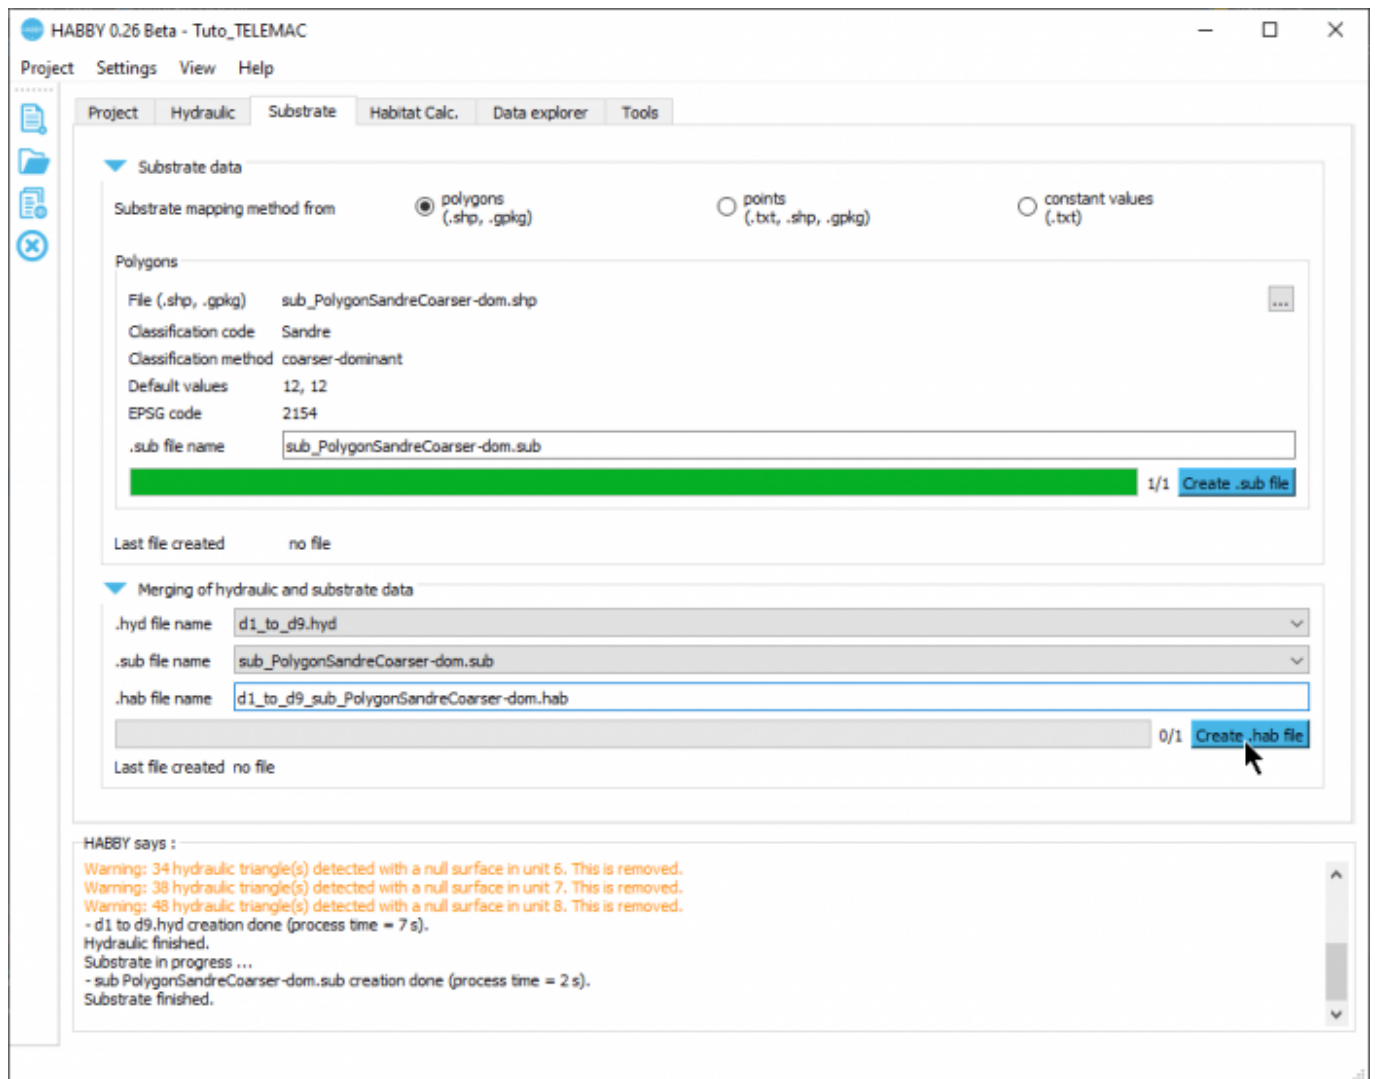 HABBY 0.26 Beta - Tuto_TELEMAC
Project Settings View Help
Project Hydraulic Substrate Habitat Calc. Data explorer Tools
Substrate data
Substrate mapping method from
polygons
(.shp, .gpkg)
points
(.txt, .shp, .gpkg)
constant values
(.txt)
Polygons
File (.shp, .gpkg) sub_PolygonSandreCoarser-dom.shp ...
Classification code Sandre
Classification method coarser-dominant
Default values 12, 12
EPSG code 2154
.sub file name sub_PolygonSandreCoarser-dom.sub
1/1 Create .sub file
Last file created no file
Merging of hydraulic and substrate data
.hyd file name d1_to_d9.hyd
.sub file name sub_PolygonSandreCoarser-dom.sub
.hab file name d1_to_d9_sub_PolygonSandreCoarser-dom.hab
0/1 Create .hab file
Last file created no file
HABBY says :
Warning: 34 hydraulic triangle(s) detected with a null surface in unit 6. This is removed.
Warning: 38 hydraulic triangle(s) detected with a null surface in unit 7. This is removed.
Warning: 48 hydraulic triangle(s) detected with a null surface in unit 8. This is removed.
- d1 to d9.hyd creation done (process time = 7 s).
Hydraulic finished.
Substrate in progress ...
- sub PolygonSandreCoarser-dom.sub creation done (process time = 2 s).
Substrate finished.